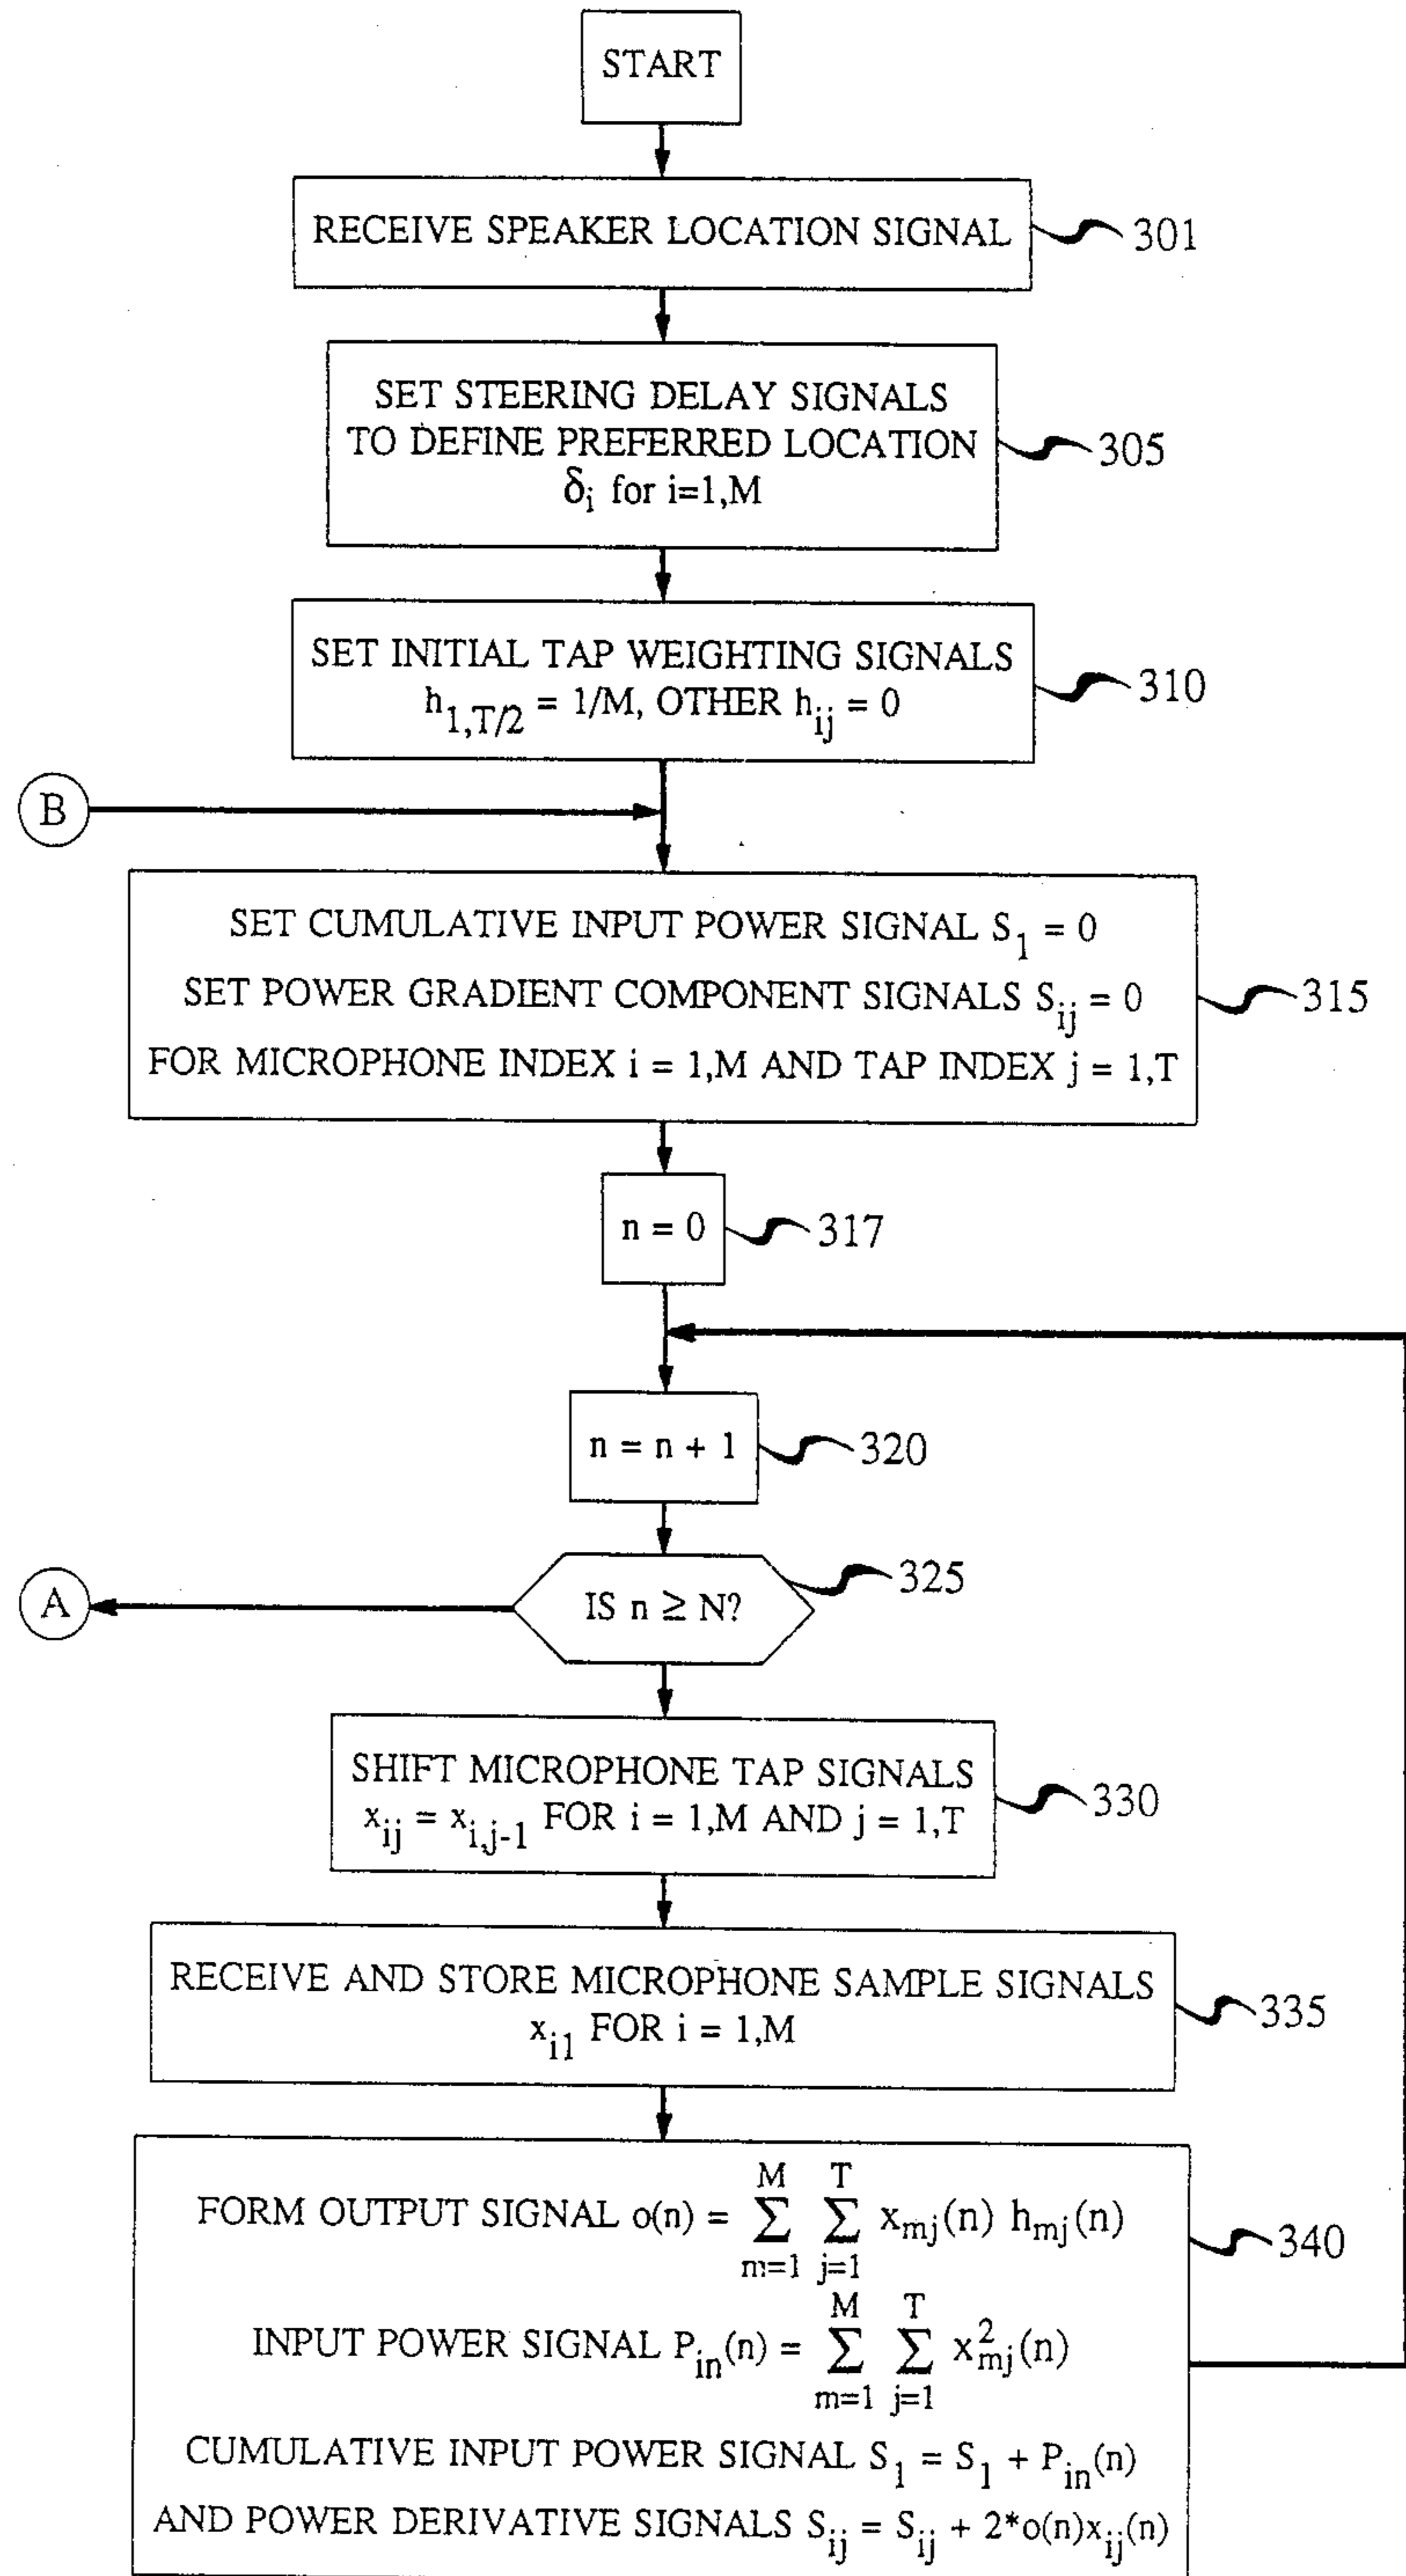 START
RECEIVE SPEAKER LOCATION SIGNAL
301
SET STEERING DELAY SIGNALS
TO DEFINE PREFERRED LOCATION
δi for i=1,M
305
SET INITIAL TAP WEIGHTING SIGNALS
h1,T/2 = 1/M, OTHER hij = 0
310
B
SET CUMULATIVE INPUT POWER SIGNAL S1 = 0
SET POWER GRADIENT COMPONENT SIGNALS Sij = 0
FOR MICROPHONE INDEX i = 1,M AND TAP INDEX j = 1,T
315
n = 0
317
n = n + 1
320
A
IS n ≥ N?
325
SHIFT MICROPHONE TAP SIGNALS
xij = xi,j-1 FOR i = 1,M AND j = 1,T
330
RECEIVE AND STORE MICROPHONE SAMPLE SIGNALS
xi1 FOR i = 1,M
335
FORM OUTPUT SIGNAL o(n) = M∑m=1 T∑j=1 xmj(n) hmj(n)
340
INPUT POWER SIGNAL Pin(n) = M∑m=1 T∑j=1 x²mj(n)
CUMULATIVE INPUT POWER SIGNAL S1 = S1 + Pin(n)
AND POWER DERIVATIVE SIGNALS Sij = Sij + 2*o(n)xij(n)